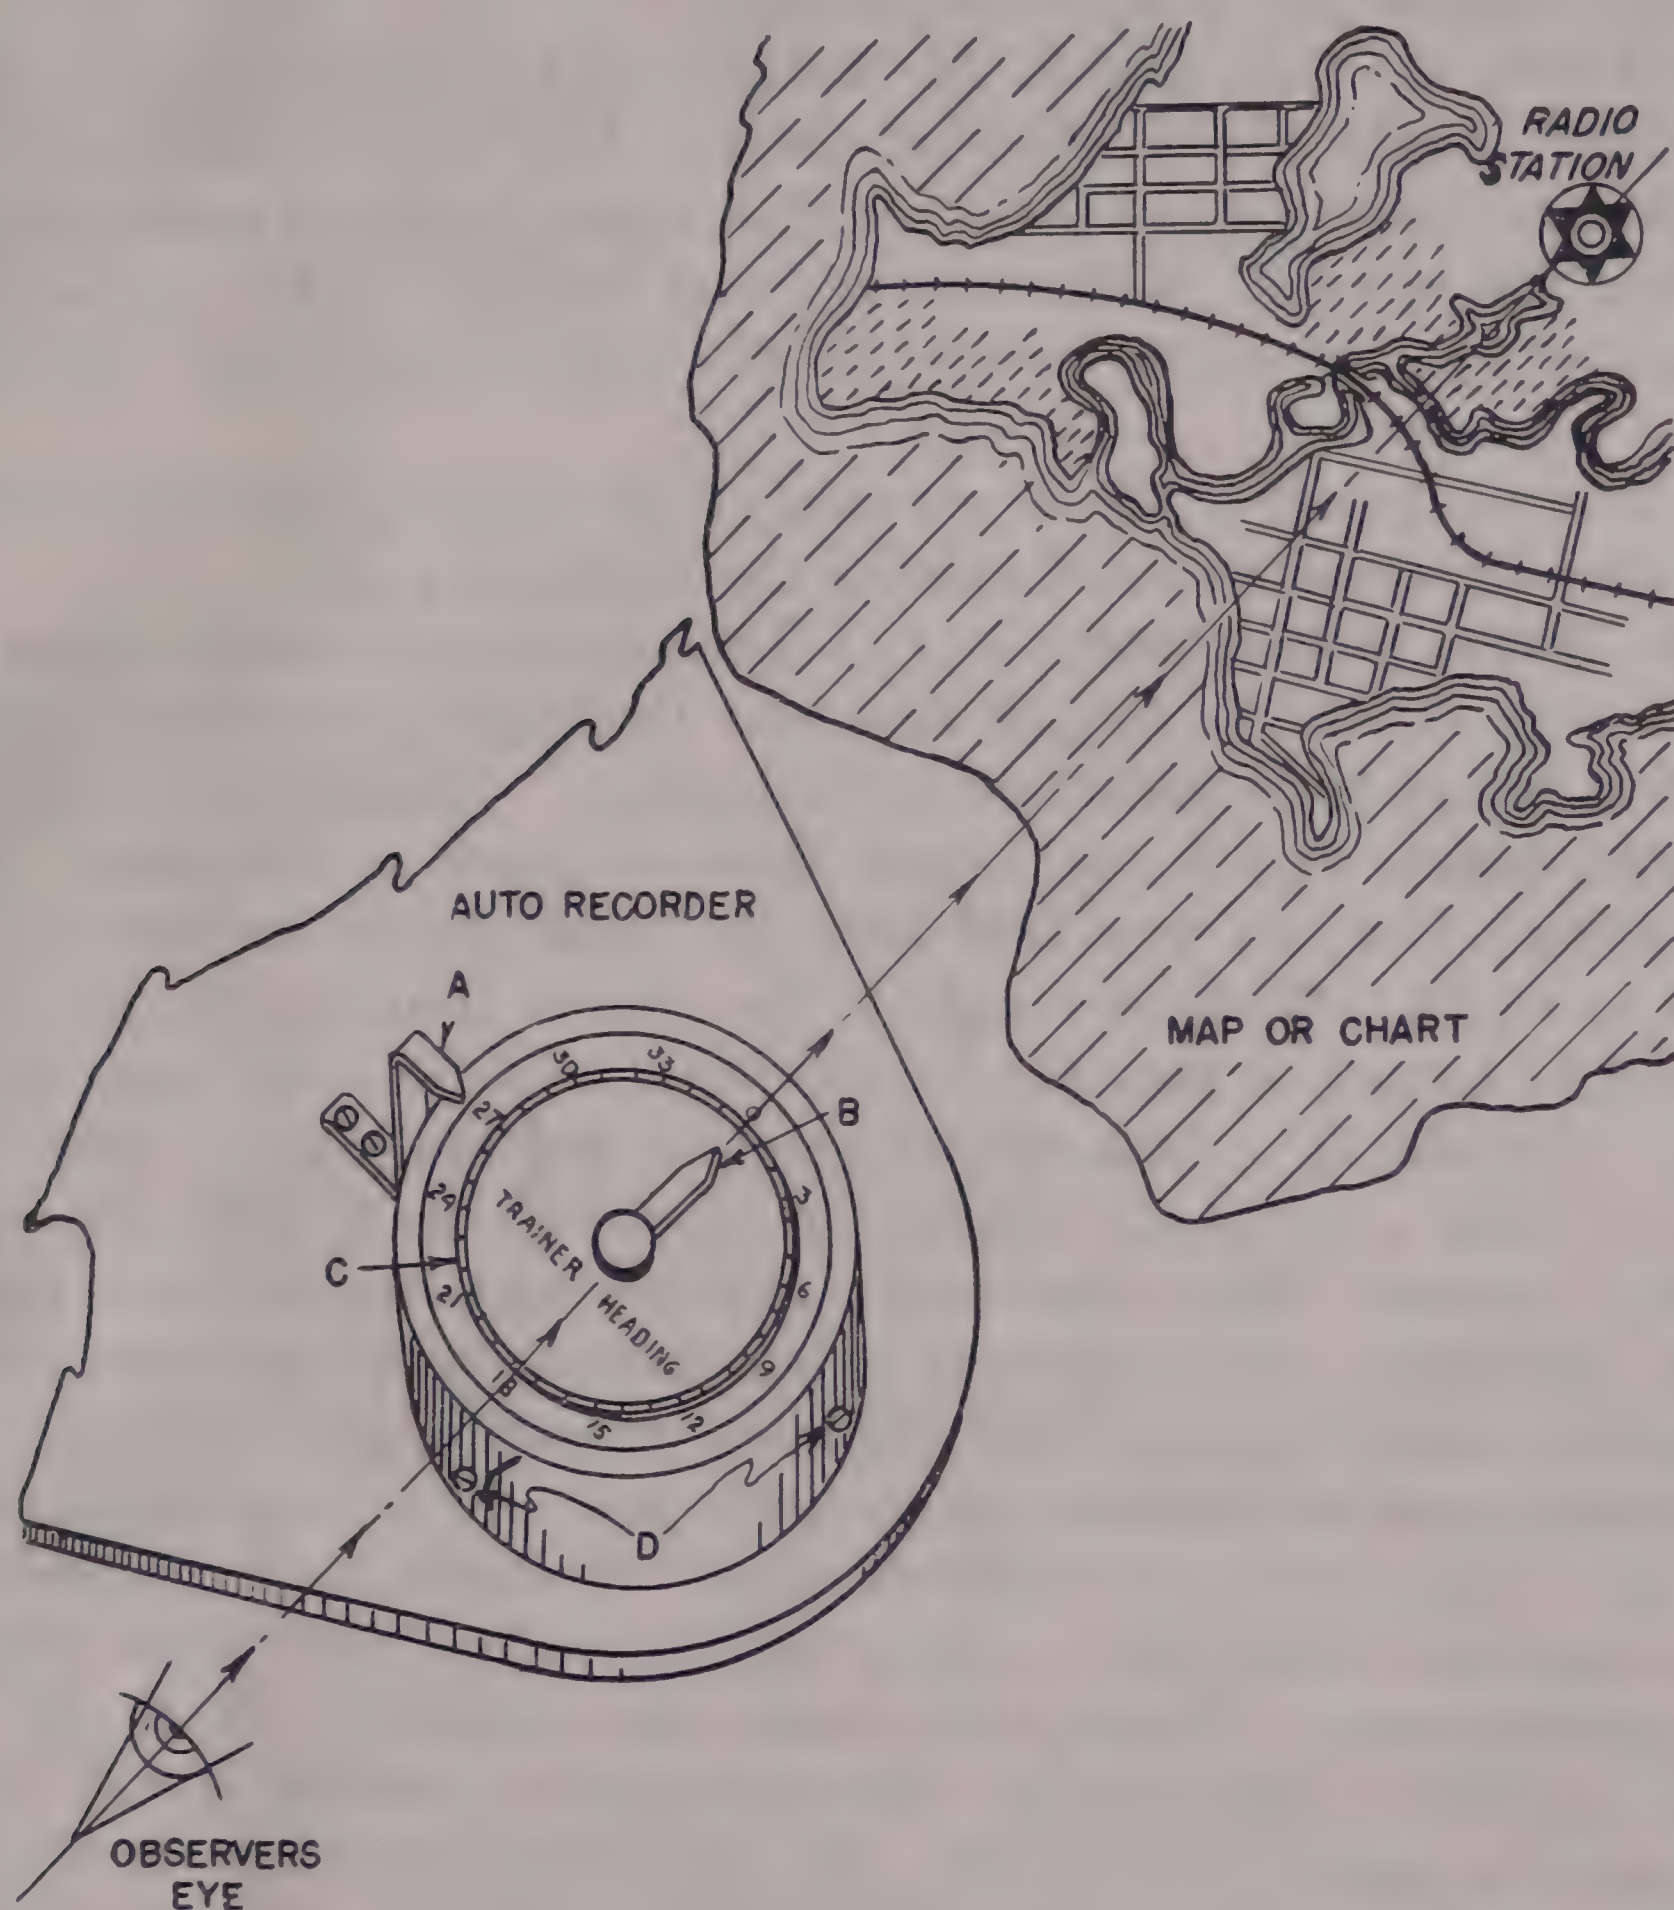 RADIO
STATION
AUTO RECORDER
A
MAP OR CHART
B
30
33
0
27
3
24
TRAINER
HEADING
C
21
6
18
9
15
12
D
OBSERVERS
EYE